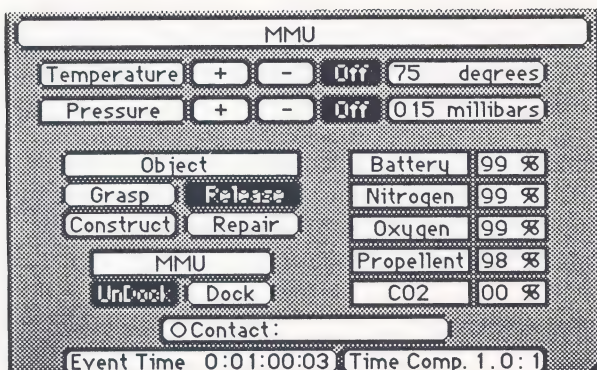 MMU
Temperature + - Off 75 degrees
Pressure + - Off 015 millibars
Object
Grasp Release
Construct Repair
MMU
UnDock Dock
Battery 99 %
Nitrogen 99 %
Oxygen 99 %
Propellent 98 %
CO2 00 %
Contact:
Event Time 0:01:00:03 Time Comp. 1.0:1